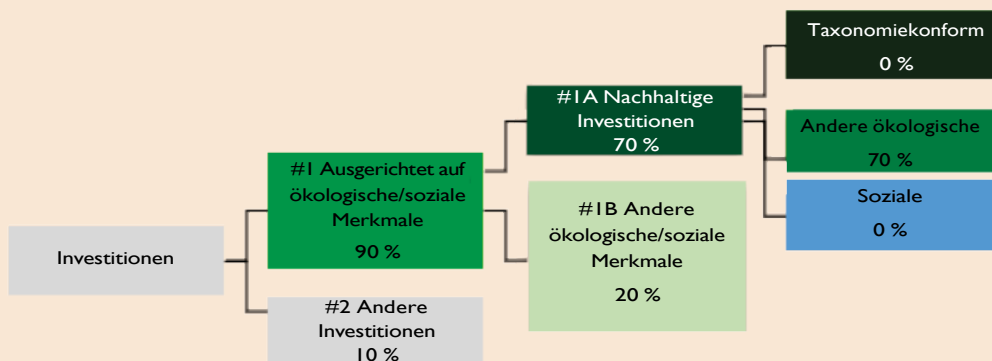 Investitionen
#1 Ausgerichtet auf
ökologische/soziale
Merkmale
90 %
#2 Andere
Investitionen
10 %
#1A Nachhaltige
Investitionen
70 %
#1B Andere
ökologische/soziale
Merkmale
20 %
Taxonomiekonform
0 %
Andere ökologische
70 %
Soziale
0 %